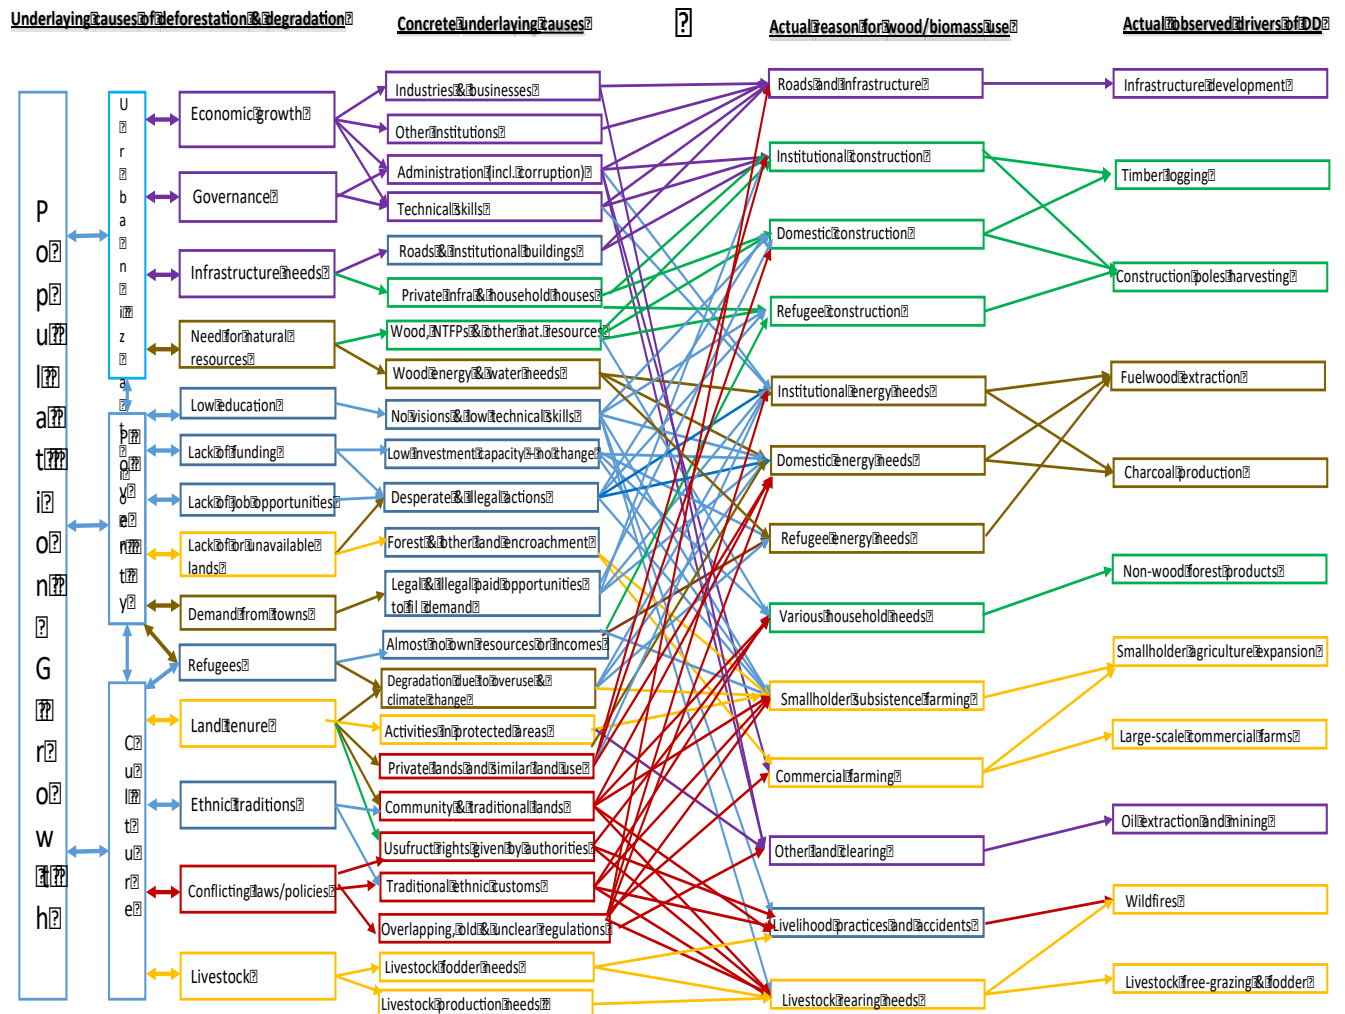 Underlaying causes of deforestation & degradation
Concrete underlaying causes
Actual reason for wood/biomass use
Actual observed drivers of DD
Population Growth
Urbanization
Poverty
Culture
Economic growth
Governance
Infrastructure needs
Need for natural
resources
Low education
Lack of funding
Lack of job opportunities
Lack of or unavailable
lands
Demand from towns
Refugees
Land tenure
Ethnic traditions
Conflicting laws/policies
Livestock
Industries & businesses
Other institutions
Administration (incl. corruption)
Technical skills
Roads & institutional buildings
Private infra & household houses
Wood, NTFPs & other nat. resources
Wood energy & water needs
No visions & low technical skills
Low investment capacity – no change
Desperate & illegal actions
Forest & other land encroachment
Legal & illegal paid opportunities
to fil demand
Almost no own resources or incomes
Degradation due to overuse &
climate change
Activities in protected areas
Private lands and similar land use
Community & traditional lands
Usufruct rights given by authorities
Traditional ethnic customs
Overlapping, old & unclear regulations
Livestock fodder needs
Livestock production needs
Roads and infrastructure
Institutional construction
Domestic construction
Refugee construction
Institutional energy needs
Domestic energy needs
Refugee energy needs
Various household needs
Smallholder subsistence farming
Commercial farming
Other land clearing
Livelihood practices and accidents
Livestock rearing needs
Infrastructure development
Timber logging
Construction poles harvesting
Fuelwood extraction
Charcoal production
Non-wood forest products
Smallholder agriculture expansion
Large-scale commercial farms
Oil extraction and mining
Wildfires
Livestock free-grazing & fodder